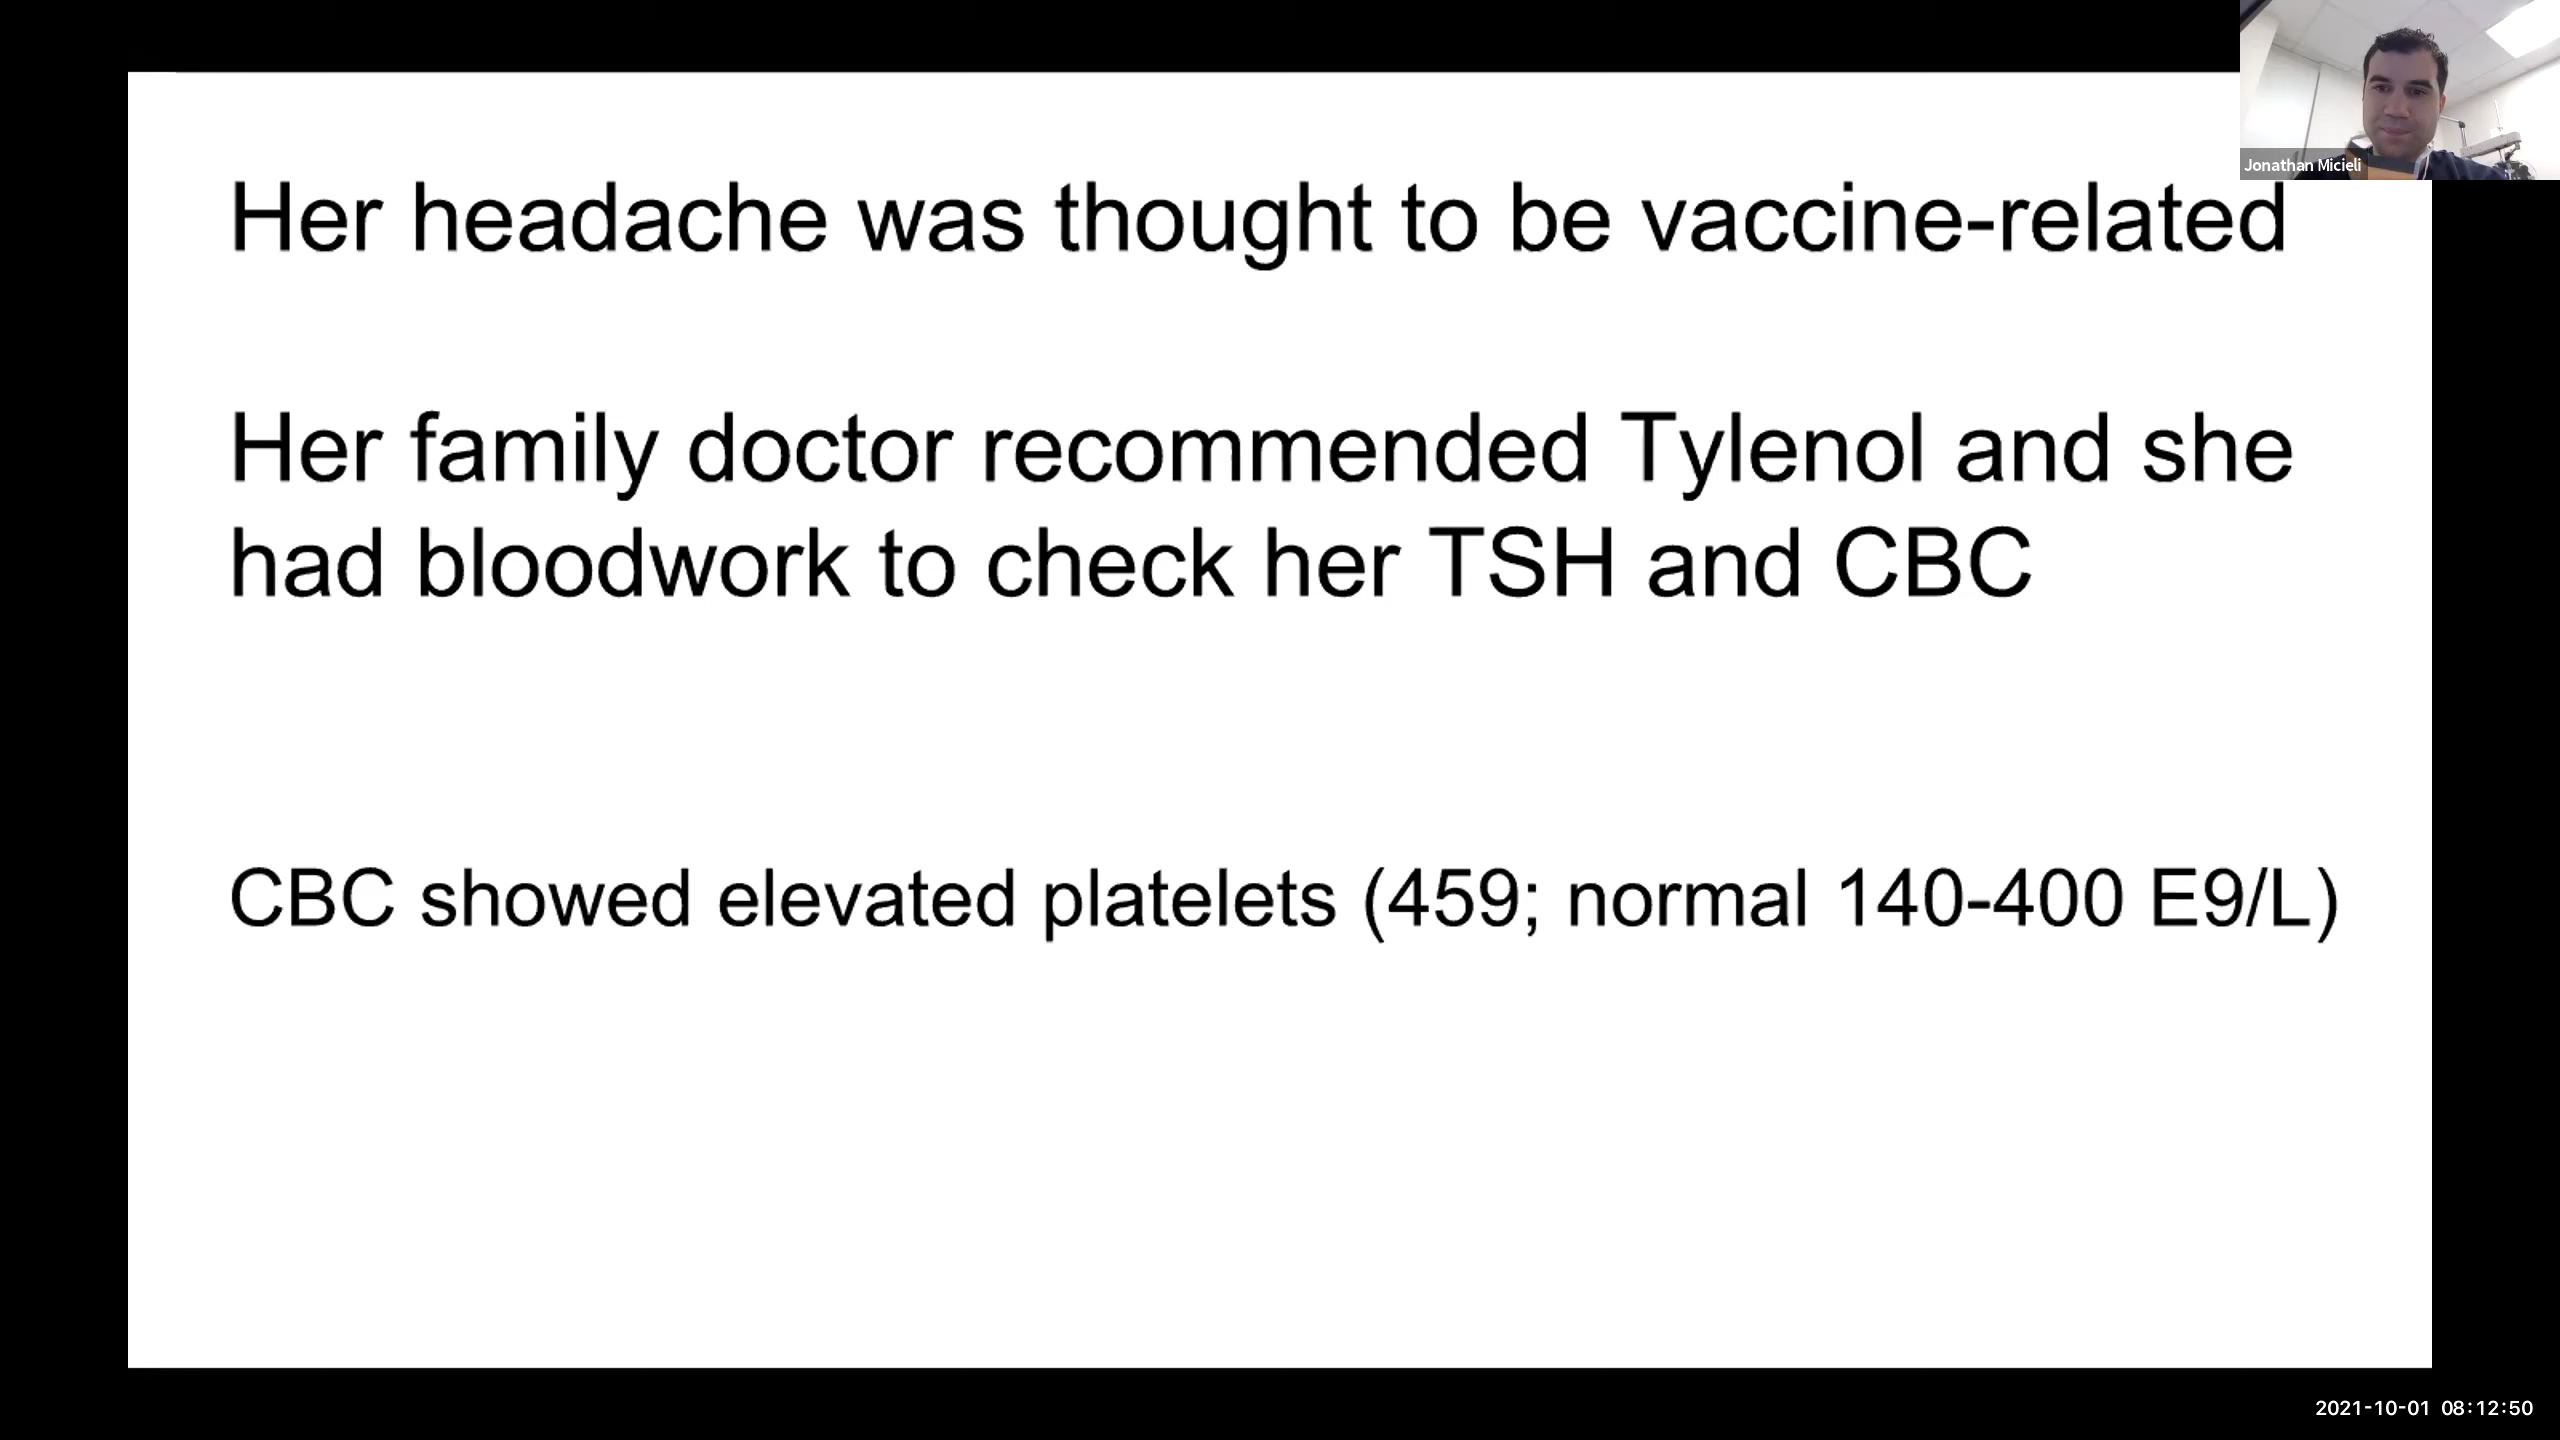 Jonathan Micieli
Her headache was thought to be vaccine-related
Her family doctor recommended Tylenol and she
had bloodwork to check her TSH and CBC
CBC showed elevated platelets (459; normal 140-400 E9/L)
2021-10-01 08:12:50